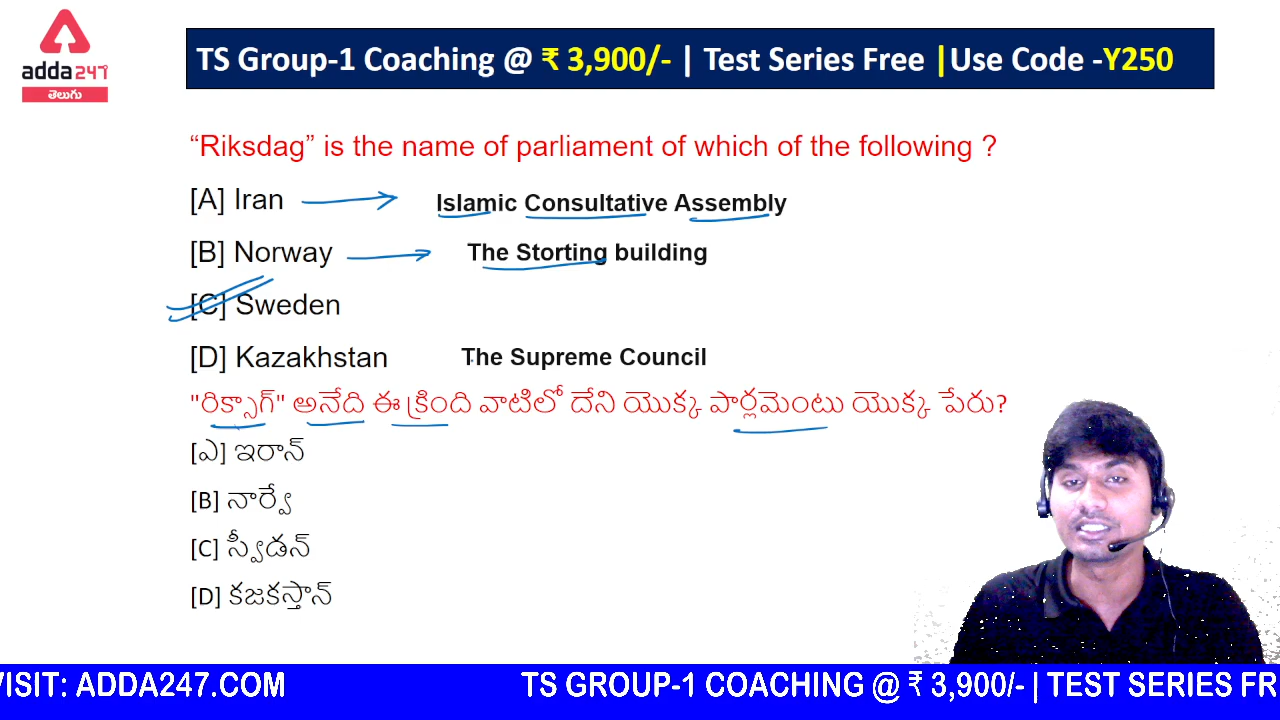 adda247
తెలుగు
TS Group-1 Coaching @ ₹ 3,900/- | Test Series Free |Use Code -Y250
“Riksdag” is the name of parliament of which of the following ?
[A] Iran Islamic Consultative Assembly
[B] Norway The Storting building
[C] Sweden
[D] Kazakhstan The Supreme Council
"రిక్సాగ్" అనేది ఈ క్రింది వాటిలో దేని యొక్క పార్లమెంటు యొక్క పేరు?
[ఎ] ఇరాన్
[B] నార్వే
[C] స్వీడన్
[D] కజకస్తాన్
VISIT: ADDA247.COM TS GROUP-1 COACHING @ ₹ 3,900/- | TEST SERIES FR